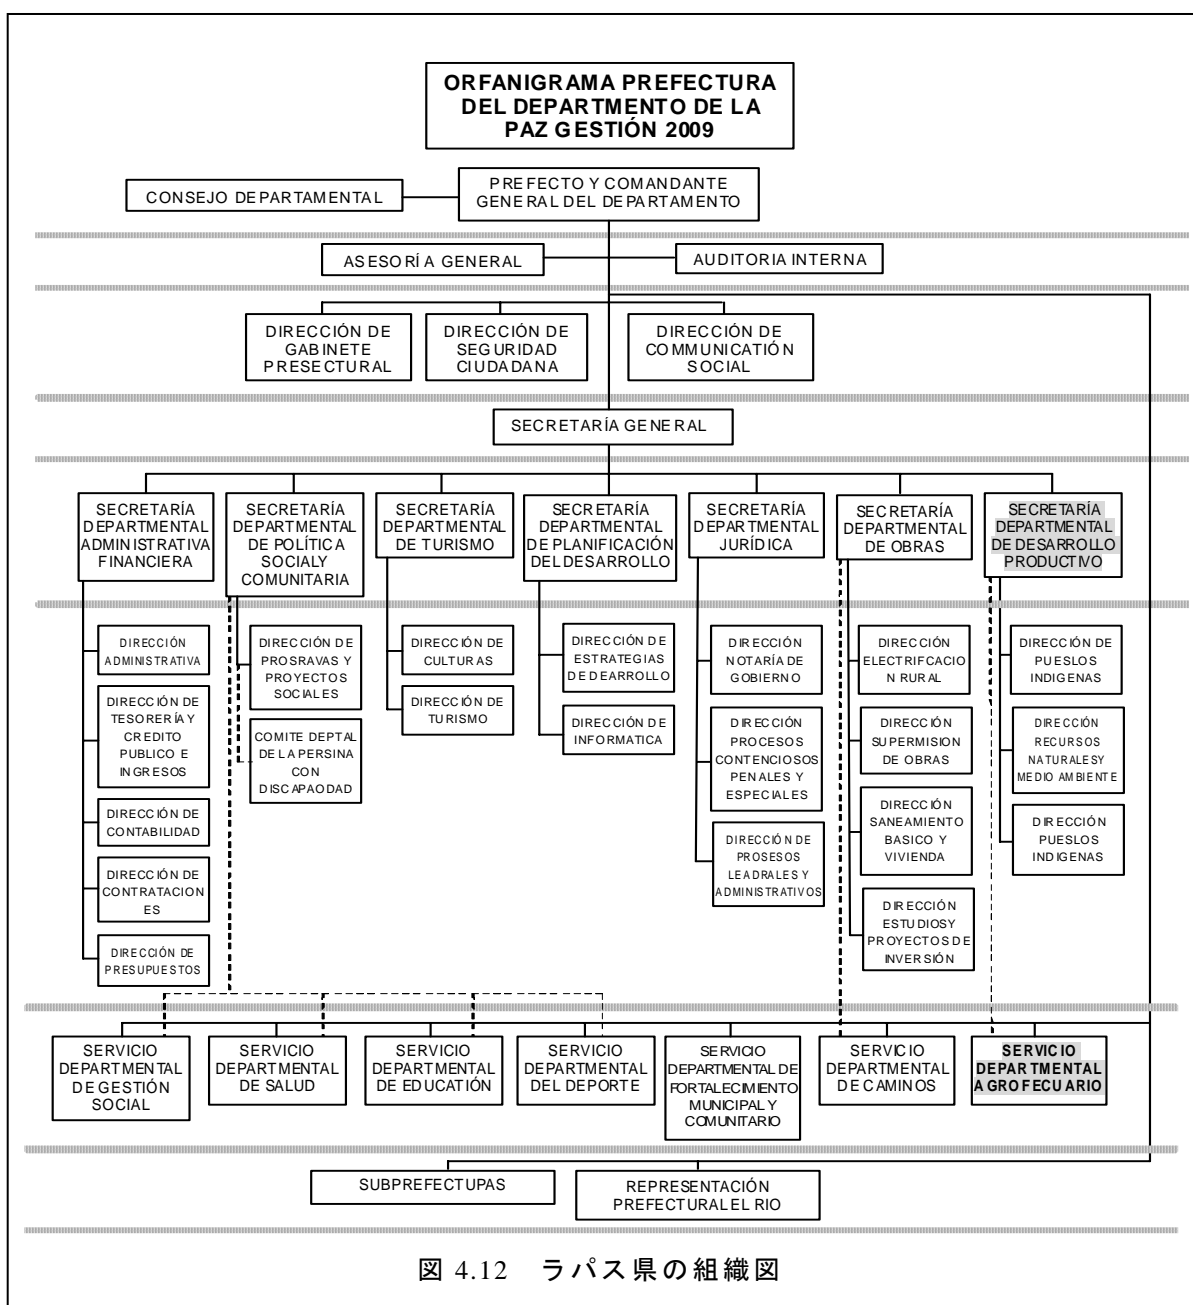 ORFANIGRAMA PREFECTURA
DEL DEPARTMENTO DE LA
PAZ GESTIÓN 2009
CONSEJO DEPARTAMENTAL
PREFECTO Y COMANDANTE
GENERAL DEL DEPARTAMENTO
ASESORÍA GENERAL
AUDITORIA INTERNA
DIRECCIÓN DE
GABINETE
PRESECTURAL
DIRECCIÓN DE
SEGURIDAD
CIUDADANA
DIRECCIÓN DE
COMMUNICATIÓN
SOCIAL
SECRETARÍA GENERAL
SECRETARÍA
DEPARTMENTAL
ADMINISTRATIVA
FINANCIERA
SECRETARÍA
DEPARTMENTAL
DE POLÍTICA
SOCIALY
COMUNITARIA
SECRETARÍA
DEPARTMENTAL
DE TURISMO
SECRETARÍA
DEPARTMENTAL
DE PLANIFICACIÓN
DEL DESARROLLO
SECRETARÍA
DEPARTMENTAL
JURÍDICA
SECRETARÍA
DEPARTMENTAL
DE OBRAS
SECRETARÍA
DEPARTMENTAL
DE DESARROLLO
PRODUCTIVO
DIRECCIÓN
ADMINISTRATIVA
DIRECCIÓN DE
TESORERÍA Y
CREDITO
PUBLICO E
INGRESOS
DIRECCIÓN DE
CONTABILIDAD
DIRECCIÓN DE
CONTRATACION
ES
DIRECCIÓN DE
PRESUPUESTOS
DIRECCIÓN DE
PROSRAVAS Y
PROYECTOS
SOCIALES
COMITE DEPTAL
DE LA PERSINA
CON
DISCAPAODAD
DIRECCIÓN DE
CULTURAS
DIRECCIÓN DE
TURISMO
DIRECCIÓN DE
ESTRATEGIAS
DE DEARROLLO
DIRECCIÓN DE
INFORMATICA
DIRECCIÓN
NOTARÍA DE
GOBIERNO
DIRECCIÓN
PROCESOS
CONTENCIOSOS
PENALES Y
ESPECIALES
DIRECCIÓN DE
PROSESOS
LEADRALES Y
ADMINISTRATIVOS
DIRECCIÓN
ELECTRIFCACIO
N RURAL
DIRECCIÓN
SUPERMISION
DE OBRAS
DIRECCIÓN
SANEAMIENTO
BASICO Y
VIVIENDA
DIRECCIÓN
ESTUDIOSY
PROYECTOS DE
INVERSIÓN
DIRECCIÓN DE
PUESLOS
INDIGENAS
DIRECCIÓN
RECURSOS
NATURALESY
MEDIO AMBIENTE
DIRECCIÓN
PUESLOS
INDIGENAS
SERVICIO
DEPARTMENTAL
DE GESTIÓN
SOCIAL
SERVICIO
DEPARTMENTAL
DE SALUD
SERVICIO
DEPARTMENTAL
DE EDUCATIÓN
SERVICIO
DEPARTMENTAL
DEL DEPORTE
SERVICIO
DEPARTMENTAL DE
FORTALECIMIENTO
MUNICIPAL Y
COMUNITARIO
SERVICIO
DEPARTMENTAL
DE CAMINOS
SERVICIO
DEPARTMENTAL
AGROFECUARIO
SUBPREFECTUPAS
REPRESENTACIÓN
PREFECTURAL EL RIO
図 4.12 ラパス県の組織図